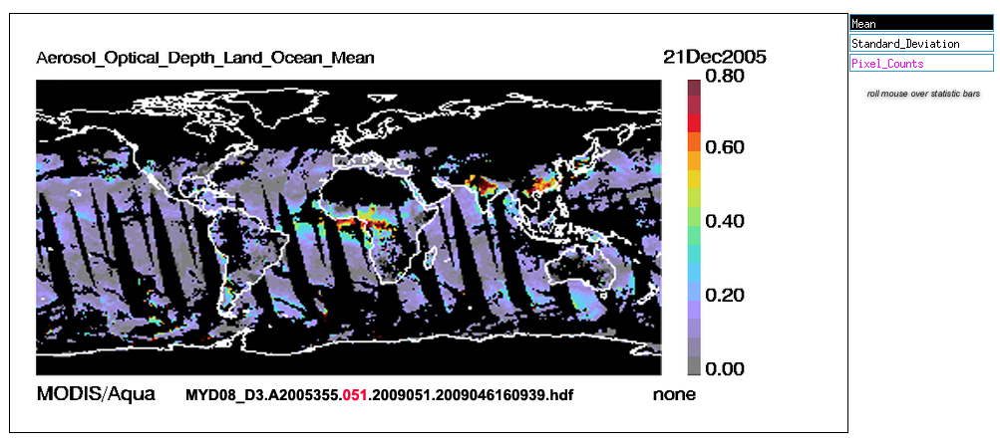 Aerosol_Optical_Depth_Land_Ocean_Mean
21Dec2005
0.80
0.60
0.40
0.20
0.00
MODIS/Aqua
MYD08_D3.A2005355.051.2009051.2009046160939.hdf
none
Mean
Standard_Deviation
Pixel_Counts
roll mouse over statistic bars